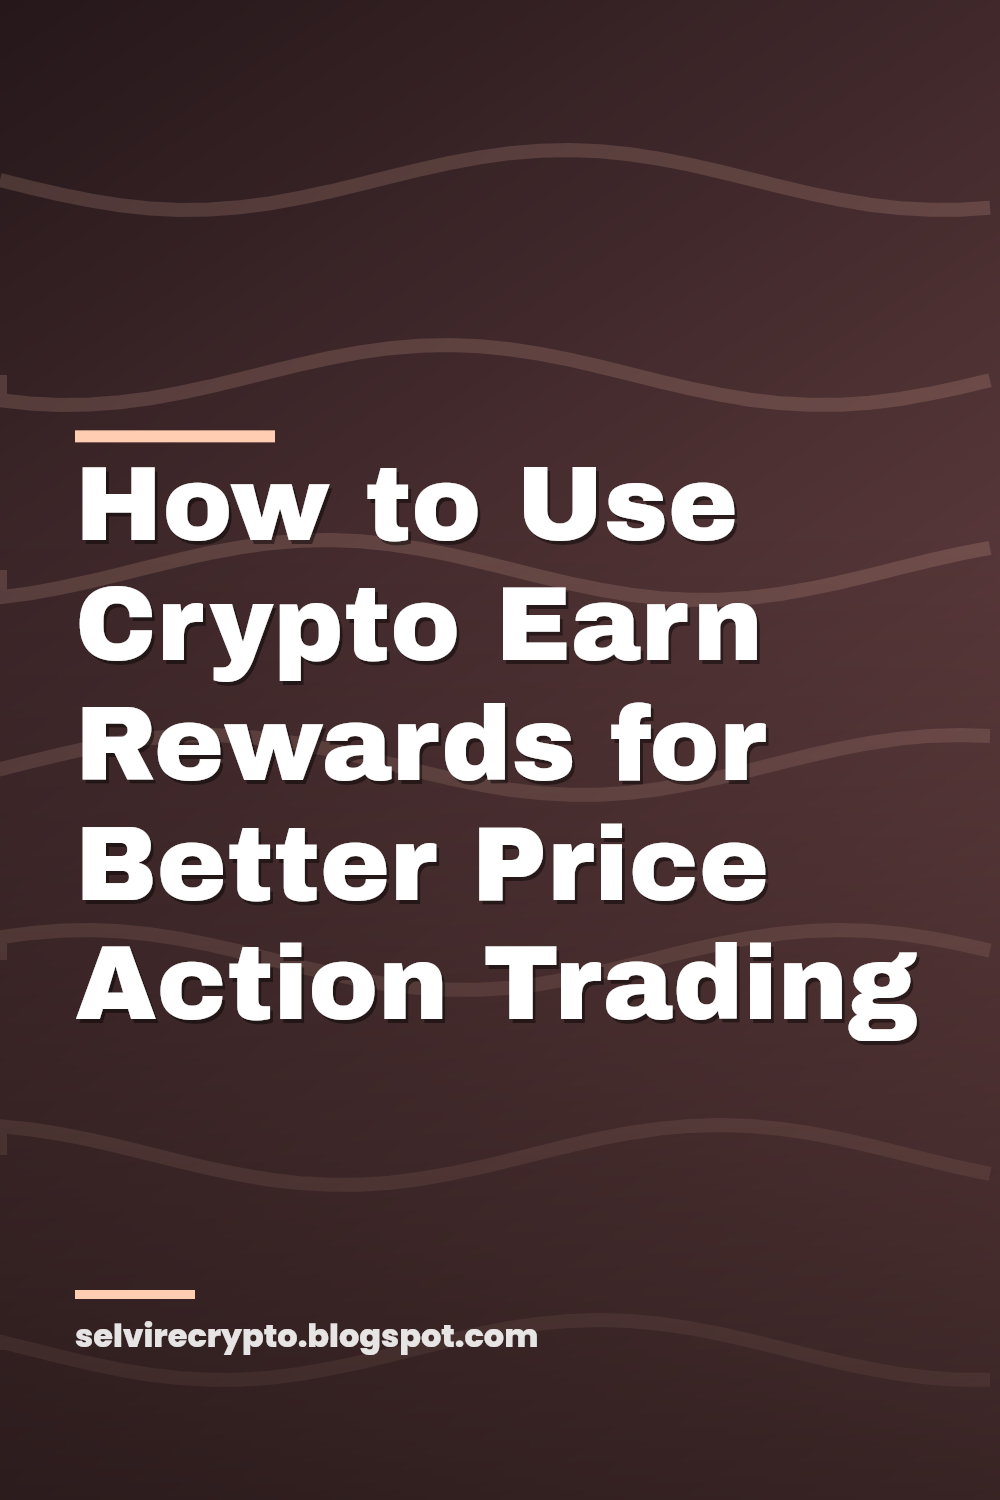 How to Use
Crypto Earn
Rewards for
Better Price
Action Trading
selvirecrypto.blogspot.com